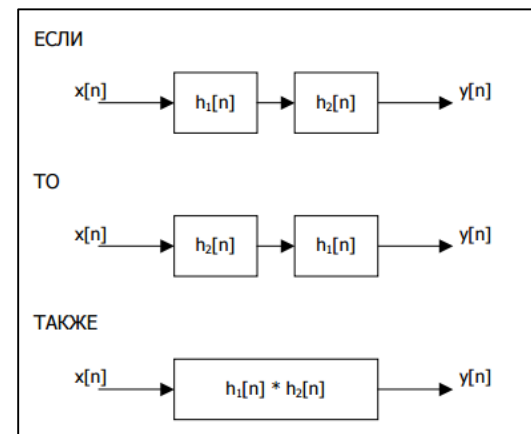 ЕСЛИ
x[n] h₁[n] h₂[n] y[n]
ТО
x[n] h₂[n] h₁[n] y[n]
ТАКЖЕ
x[n] h₁[n] * h₂[n] y[n]